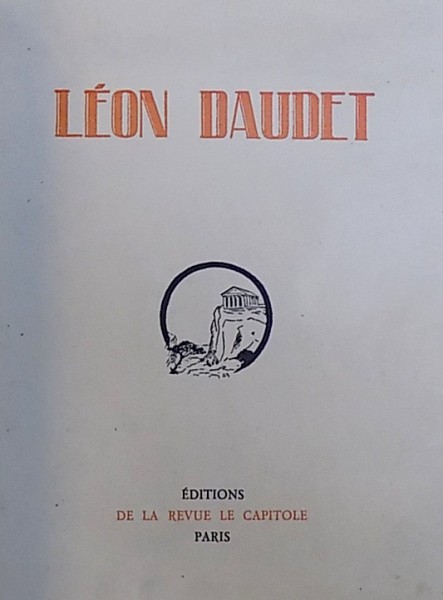 LÉON DAUDET
ÉDITIONS
DE LA REVUE LE CAPITOLE
PARIS